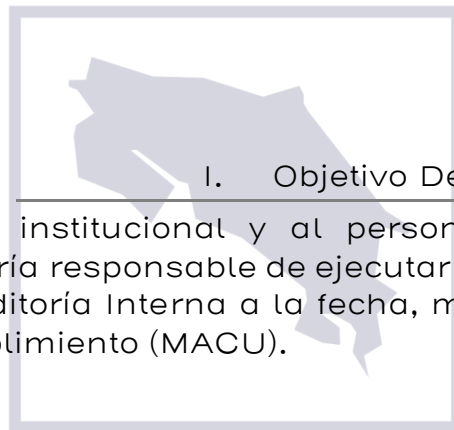 I. Objetivo De
institucional y al person
ría responsable de ejecutar
ditoría Interna a la fecha, m
limiento (MACU).